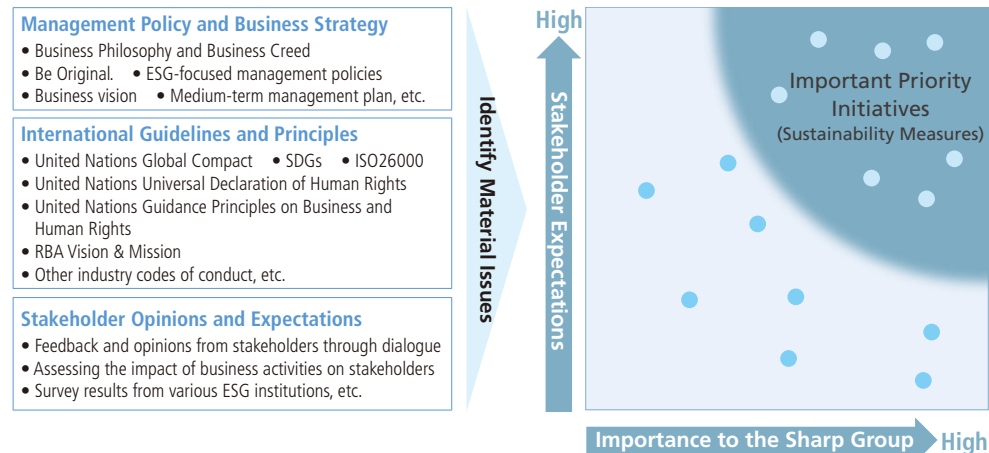 Management Policy and Business Strategy
• Business Philosophy and Business Creed
• Be Original. • ESG-focused management policies
• Business vision • Medium-term management plan, etc.
International Guidelines and Principles
• United Nations Global Compact • SDGs • ISO26000
• United Nations Universal Declaration of Human Rights
• United Nations Guidance Principles on Business and
Human Rights
• RBA Vision & Mission
• Other industry codes of conduct, etc.
Stakeholder Opinions and Expectations
• Feedback and opinions from stakeholders through dialogue
• Assessing the impact of business activities on stakeholders
• Survey results from various ESG institutions, etc.
Identify Material Issues
High
Stakeholder Expectations
Important Priority
Initiatives
(Sustainability Measures)
Importance to the Sharp Group
High